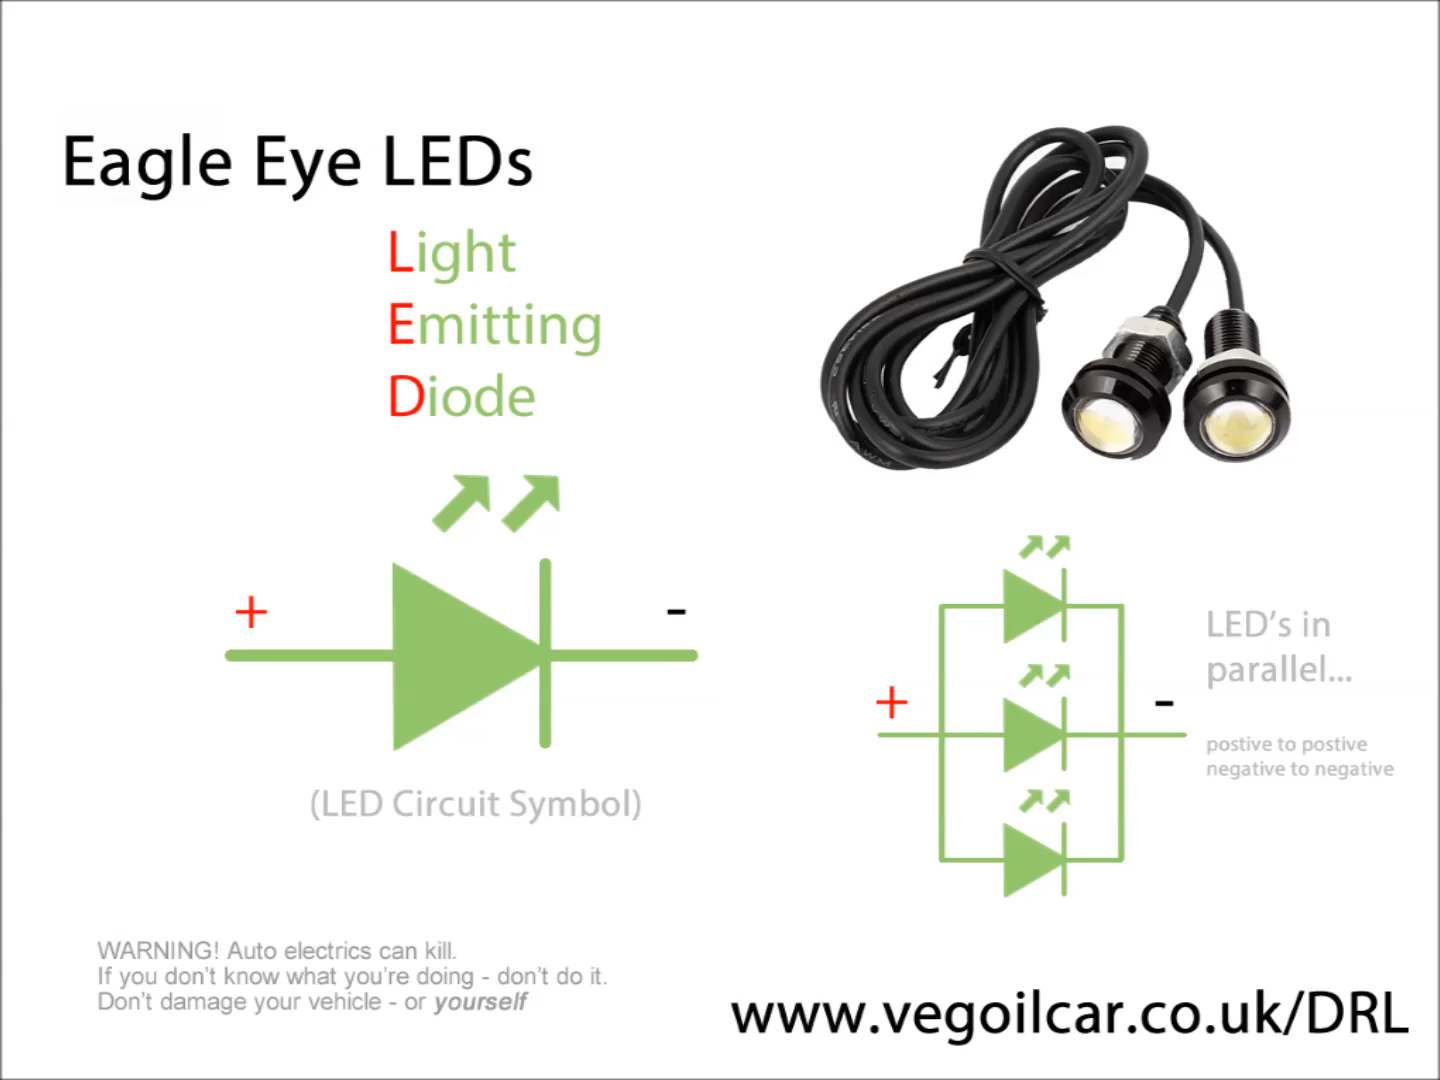 Eagle Eye LEDs
Light
Emitting
Diode
+
-
(LED Circuit Symbol)
+
-
LED’s in
parallel...
postive to postive
negative to negative
WARNING! Auto electrics can kill.
If you don’t know what you’re doing - don’t do it.
Don’t damage your vehicle - or yourself
www.vegoilcar.co.uk/DRL